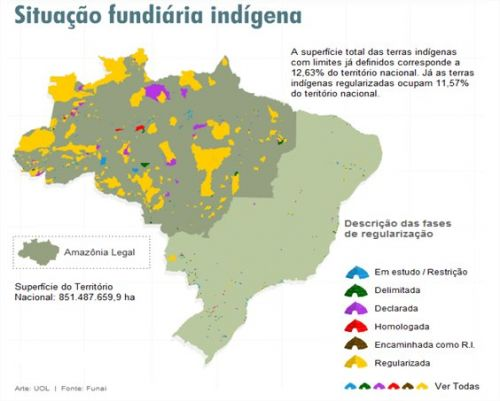 Situação fundiária indígena
A superfície total das terras indígenas
com limites já definidos corresponde a
12,63% do território nacional. Já as terras
indígenas regularizadas ocupam 11,57%
do teritório nacional.
Amazônia Legal
Superfície do Território
Nacional: 851.487.659,9 ha
Descrição das fases
de regularização
Em estudo / Restrição
Delimitada
Declarada
Homologada
Encaminhada como R.I.
Regularizada
Ver Todas
Arte: UOL | Fonte: Funai